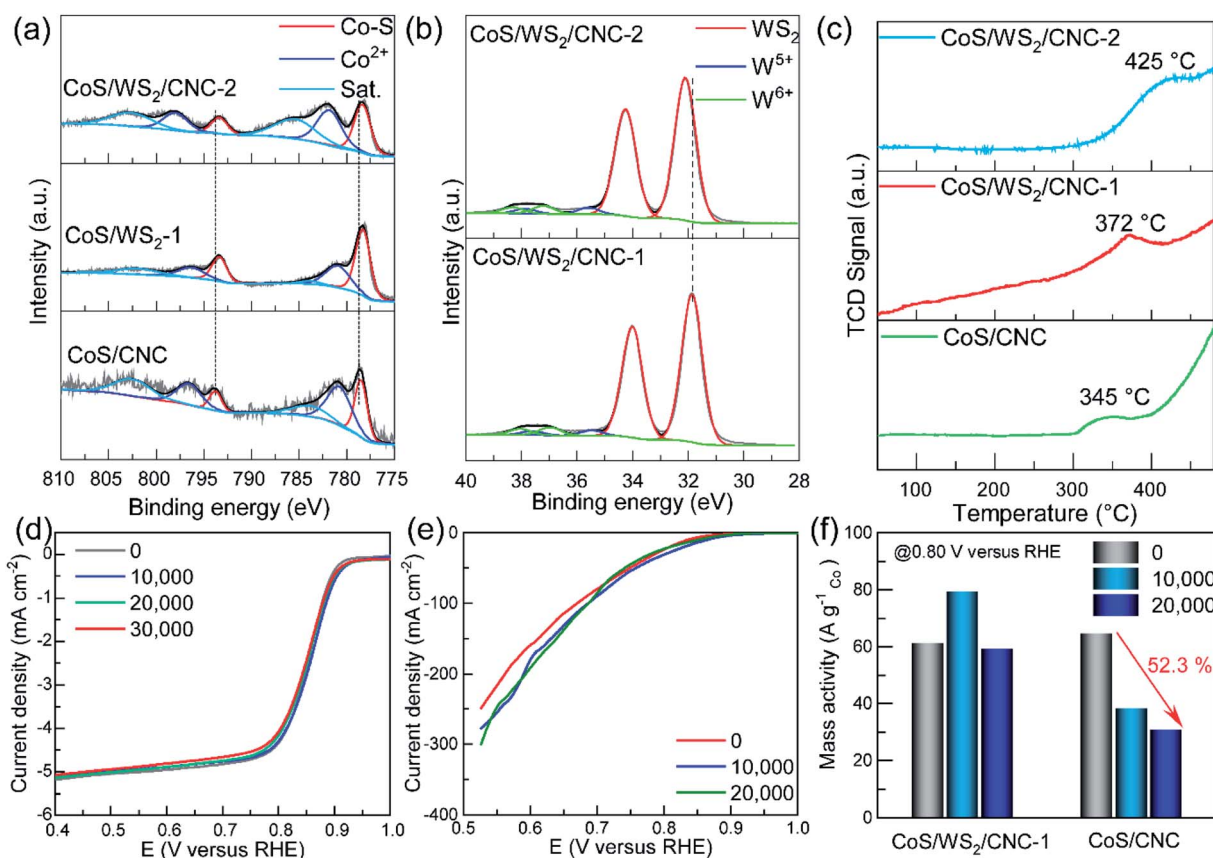 (a)
Co-S
Co²⁺
Sat.
CoS/WS₂/CNC-2
CoS/WS₂-1
CoS/CNC
Intensity (a.u.)
810 805 800 795 790 785 780 775
Binding energy (eV)
(b)
CoS/WS₂/CNC-2
WS₂
W⁵⁺
W⁶⁺
CoS/WS₂/CNC-1
Intensity (a.u.)
40 38 36 34 32 30 28
Binding energy (eV)
(c)
CoS/WS₂/CNC-2
425 °C
CoS/WS₂/CNC-1
372 °C
CoS/CNC
345 °C
TCD Signal (a.u.)
100 200 300 400
Temperature (°C)
(d)
0
10,000
20,000
30,000
Current density (mA cm⁻²)
0
-1
-2
-3
-4
-5
-6
0.4 0.5 0.6 0.7 0.8 0.9 1.0
E (V versus RHE)
(e)
0
10,000
20,000
Current density (mA cm⁻²)
0
-100
-200
-300
-400
0.5 0.6 0.7 0.8 0.9 1.0
E (V versus RHE)
(f)
@0.80 V versus RHE
0
10,000
20,000
52.3 %
Mass activity (A g⁻¹ Co)
100
80
60
40
20
0
CoS/WS₂/CNC-1 CoS/CNC